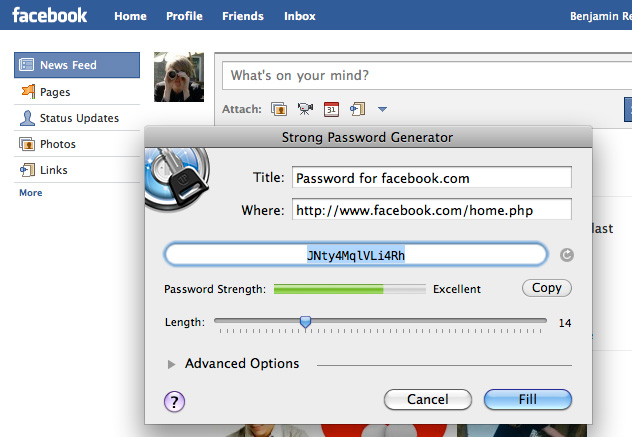 facebook Home Profile Friends Inbox Benjamin Re
News Feed
Pages
Status Updates
Photos
Links
More
What's on your mind?
Attach: 31
Strong Password Generator
Title: Password for facebook.com
Where: http://www.facebook.com/home.php
last
JNty4MqlVLi4Rh
Password Strength: Excellent Copy
Length: 14
Advanced Options
? Cancel Fill